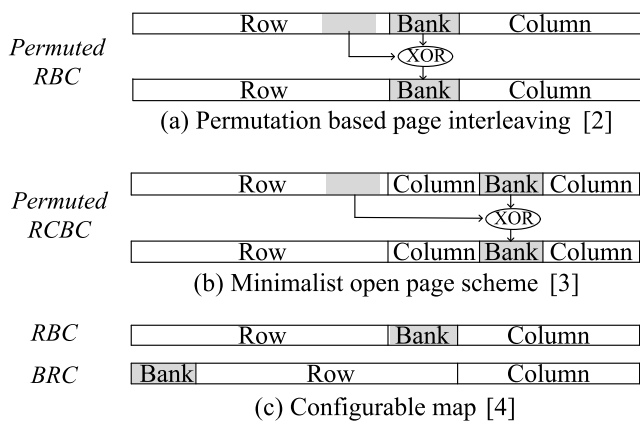 Row Bank Column
Permuted
RBC
XOR
Row Bank Column
(a) Permutation based page interleaving [2]
Row Column Bank Column
Permuted
RCBC
XOR
Row Column Bank Column
(b) Minimalist open page scheme [3]
RBC Row Bank Column
BRC Bank Row Column
(c) Configurable map [4]